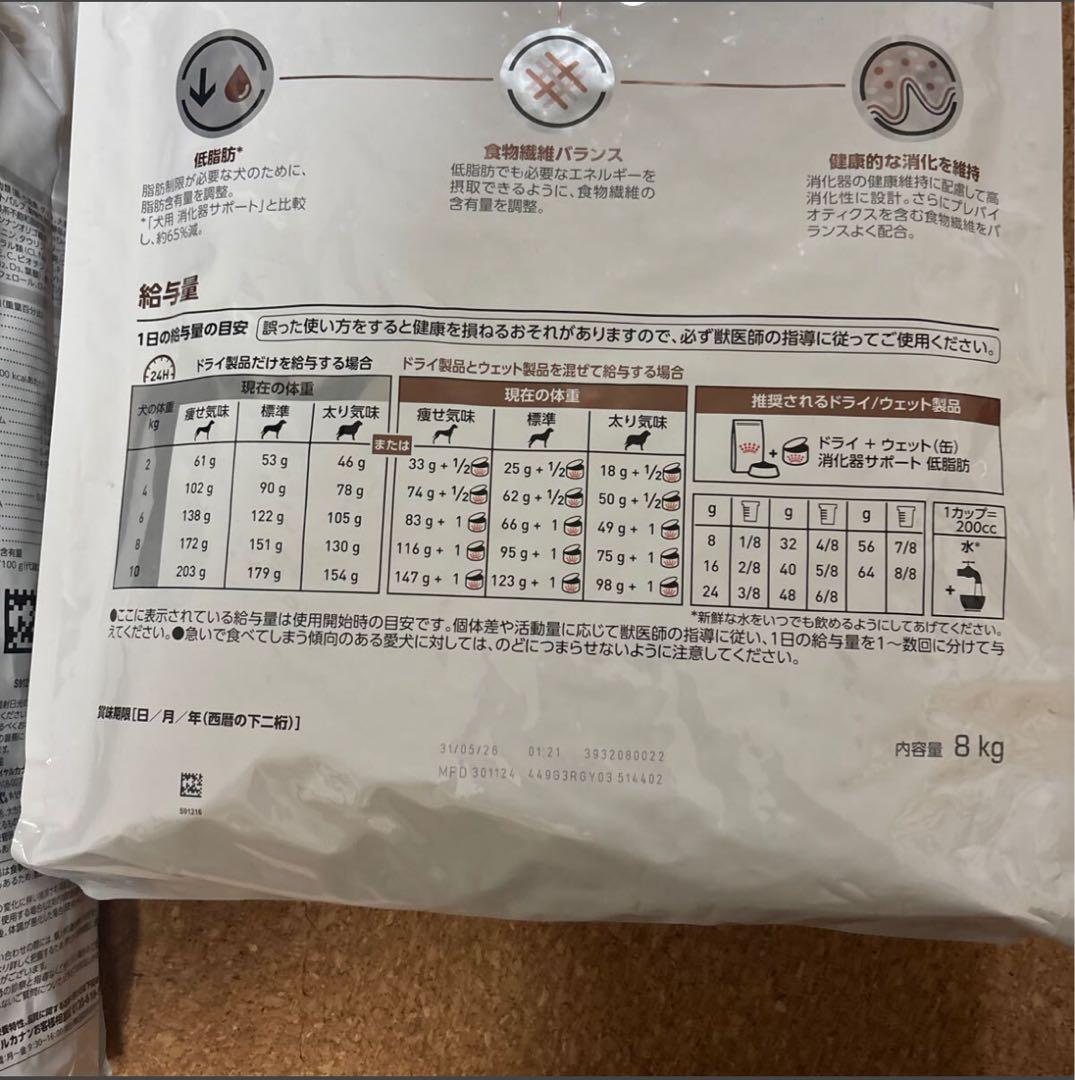 低脂肪*
脂肪制限が必要な犬のために、
脂肪含有量を調整。
*「犬用 消化器サポート」と比較
し、約65%減。
食物繊維バランス
低脂肪でも必要なエネルギーを
摂取できるように、食物繊維の
含有量を調整。
健康的な消化を維持
消化器の健康維持に配慮して高
消化性に設計。さらにプレバイ
オティクスを含む食物繊維をバ
ランスよく配合。
給与量
1日の給与量の目安 誤った使い方をすると健康を損ねるおそれがありますので、必ず獣医師の指導に従ってご使用ください。
24H ドライ製品だけを給与する場合
犬の体重 kg 現在の体重
痩せ気味 標準 太り気味
2 61 g 53 g 46 g
4 102 g 90 g 78 g
6 138 g 122 g 105 g
8 172 g 151 g 130 g
10 203 g 179 g 154 g
または
ドライ製品とウェット製品を混ぜて給与する場合
現在の体重
痩せ気味 標準 太り気味
33 g + 1/2 25 g + 1/2 18 g + 1/2
74 g + 1/2 62 g + 1/2 50 g + 1/2
83 g + 1 66 g + 1 49 g + 1
116 g + 1 95 g + 1 75 g + 1
147 g + 1 123 g + 1 98 g + 1
推奨されるドライ/ウェット製品
ドライ + ウェット(缶)
消化器サポート 低脂肪
g g g
8 1/8 32 4/8 56 7/8
16 2/8 40 5/8 64 8/8
24 3/8 48 6/8
1カップ=
200cc
水*
+
*新鮮な水をいつでも飲めるようにしてあげてください。
●ここに表示されている給与量は使用開始時の目安です。個体差や活動量に応じて獣医師の指導に従い、1日の給与量を1〜数回に分けて与
えてください。●急いで食べてしまう傾向のある愛犬に対しては、のどにつまらせないように注意してください。
賞味期限[日/月/年(西暦の下二桁)]
31/05/26 01:21 3932080022
MFD 301124 449G3RGY03 514402
内容量 8 kg
S91216